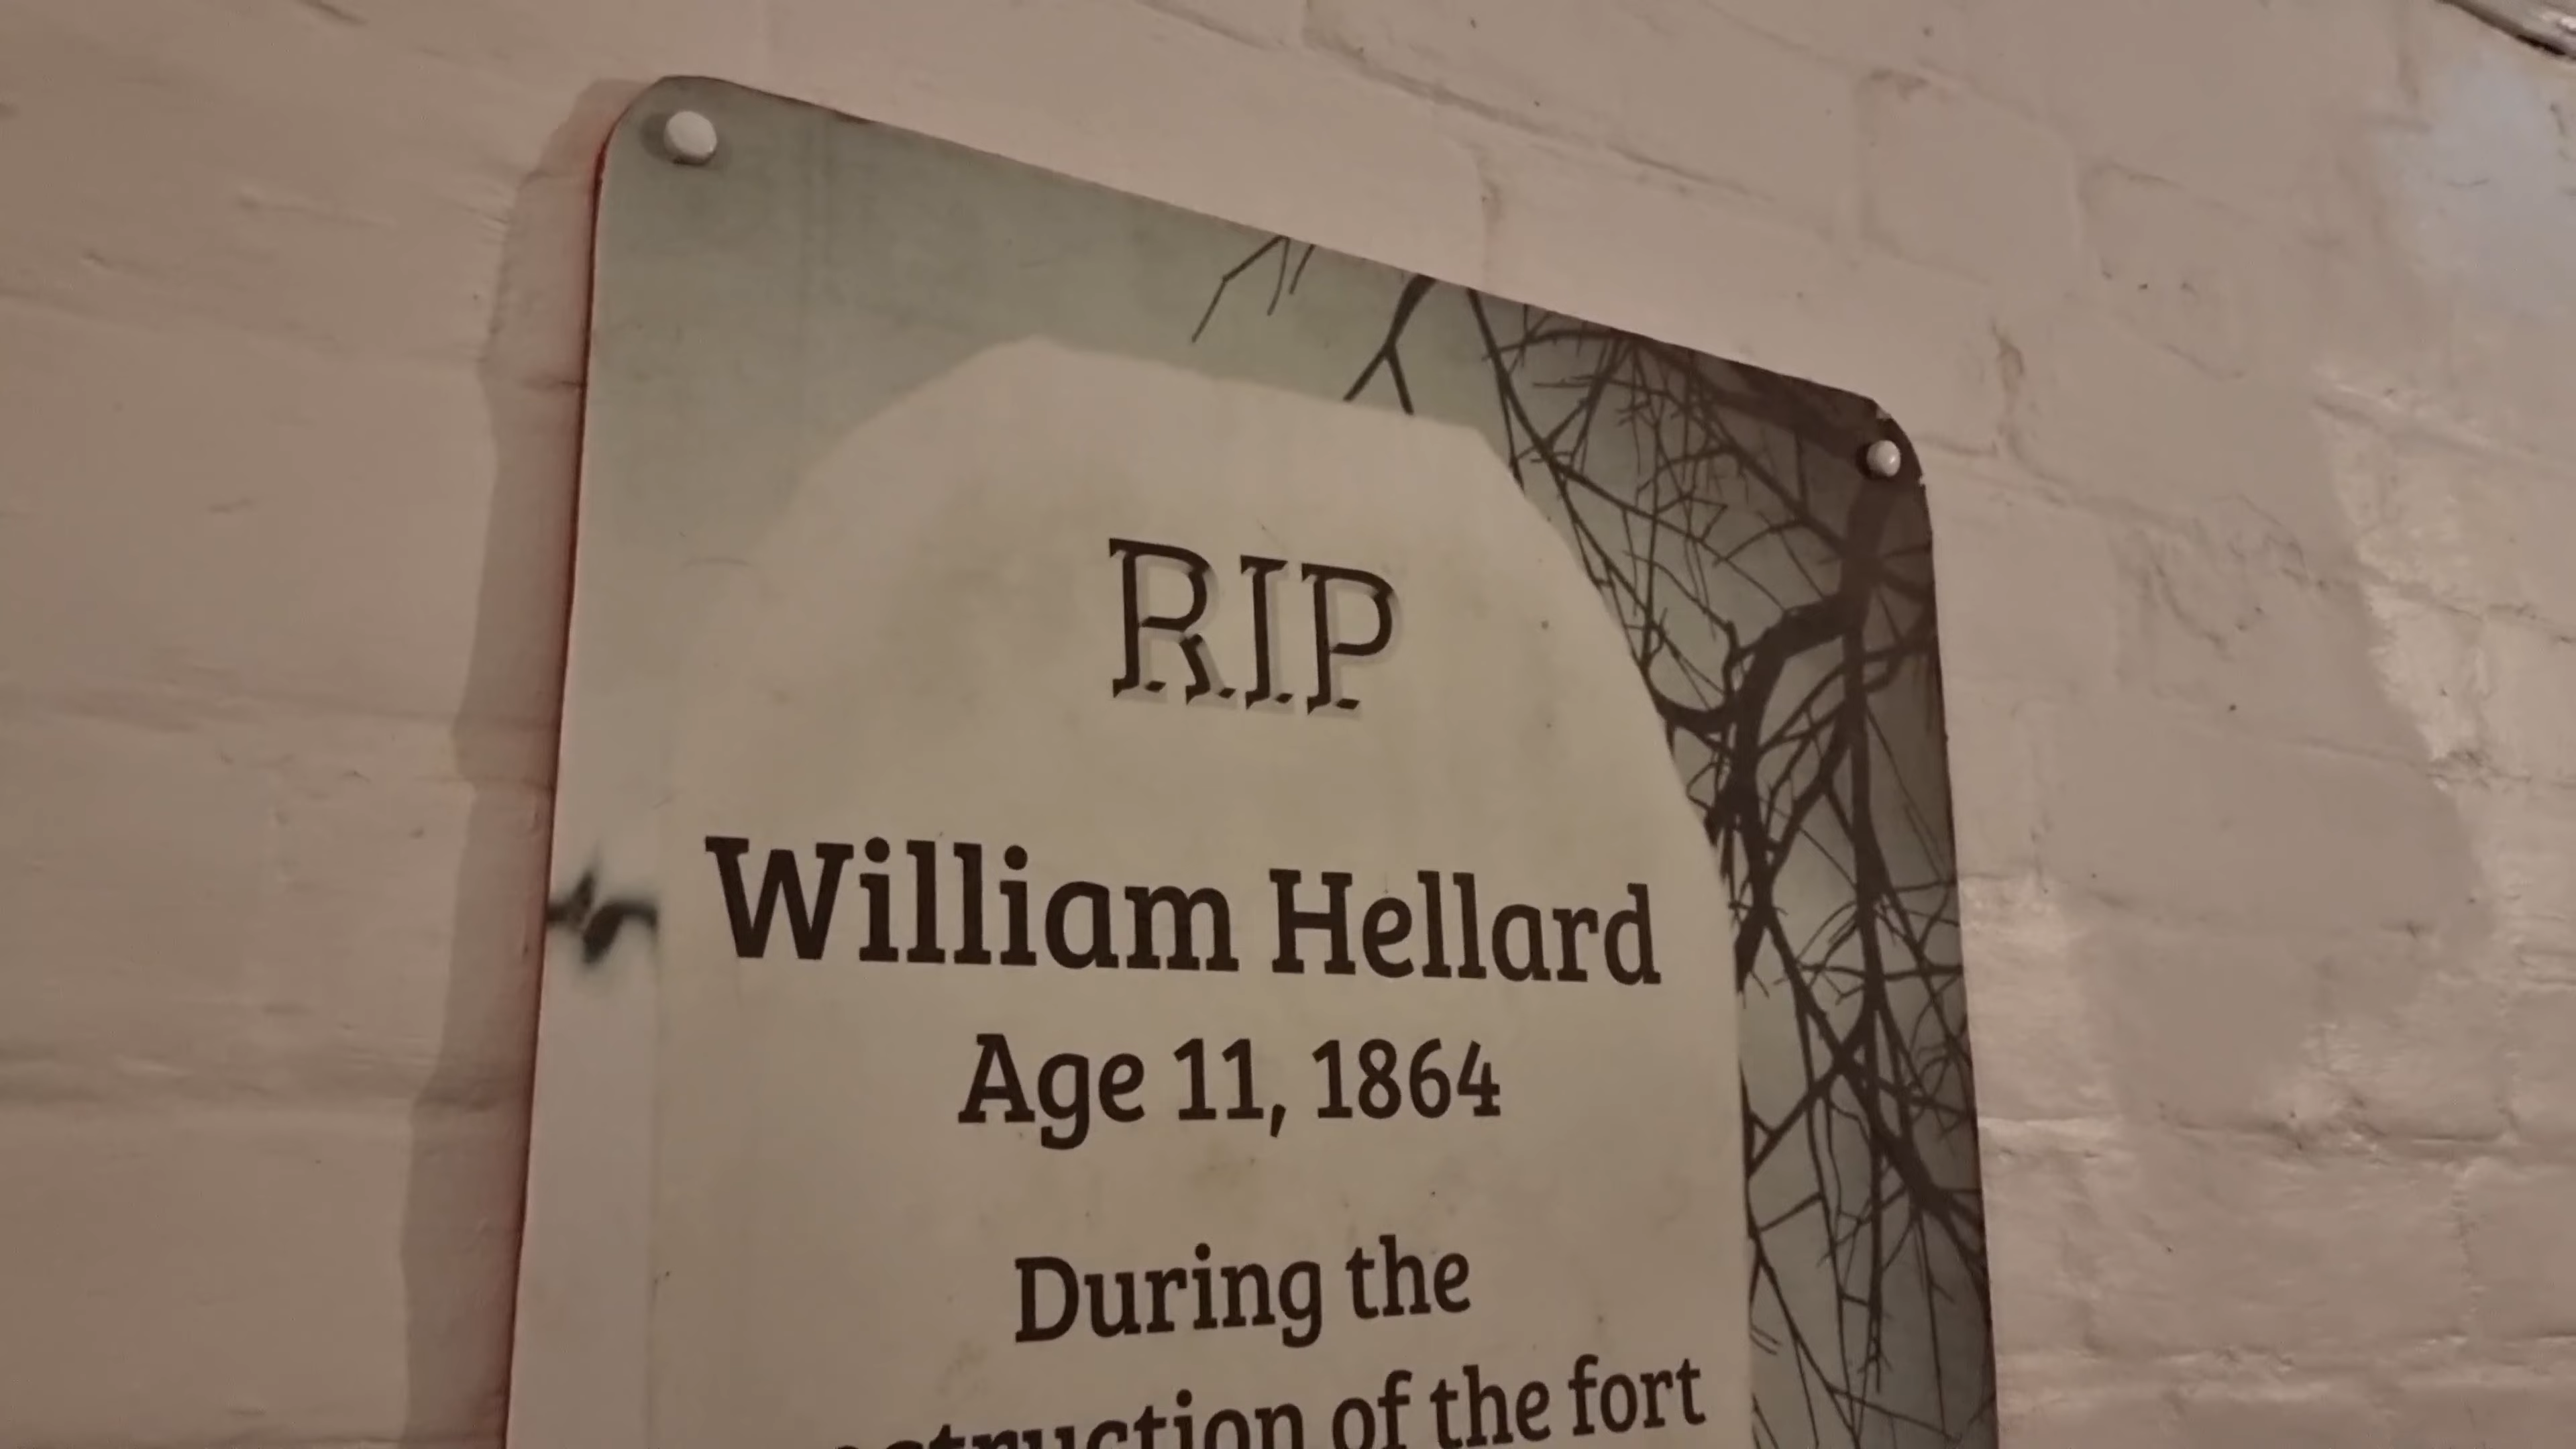 RIP
William Hellard
Age 11, 1864
During the
of the fort